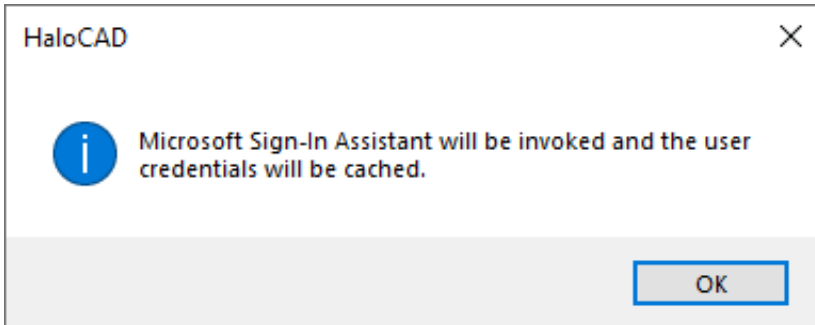 HaloCAD
Microsoft Sign-In Assistant will be invoked and the user
credentials will be cached.
OK